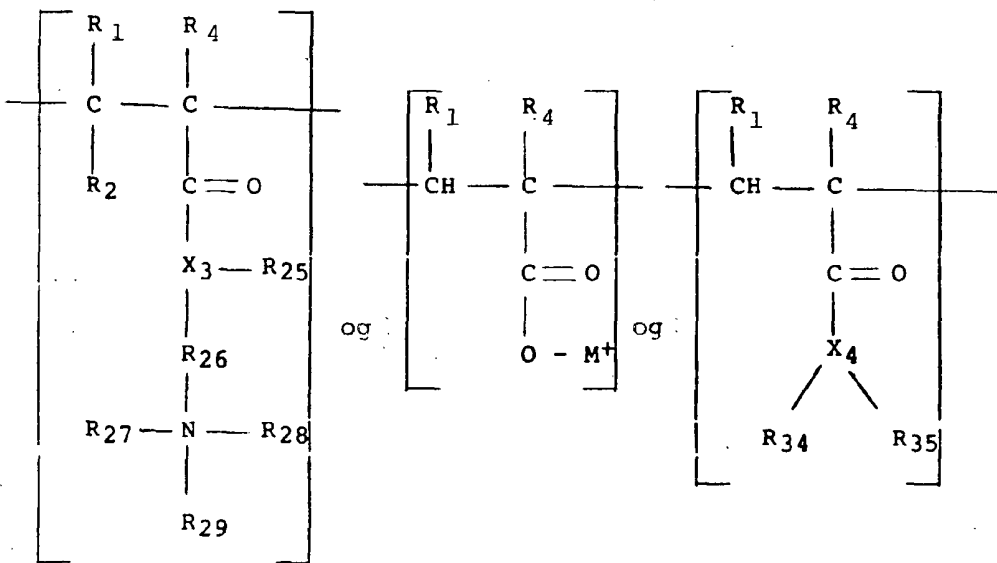 R1 R4
C — C
R2 C=O
X3—R25
R26
R27—N—R28
R29
og
R1 R4
CH — C
C=O
O - M+
og
R1 R4
CH — C
C = O
X4
R34 R35